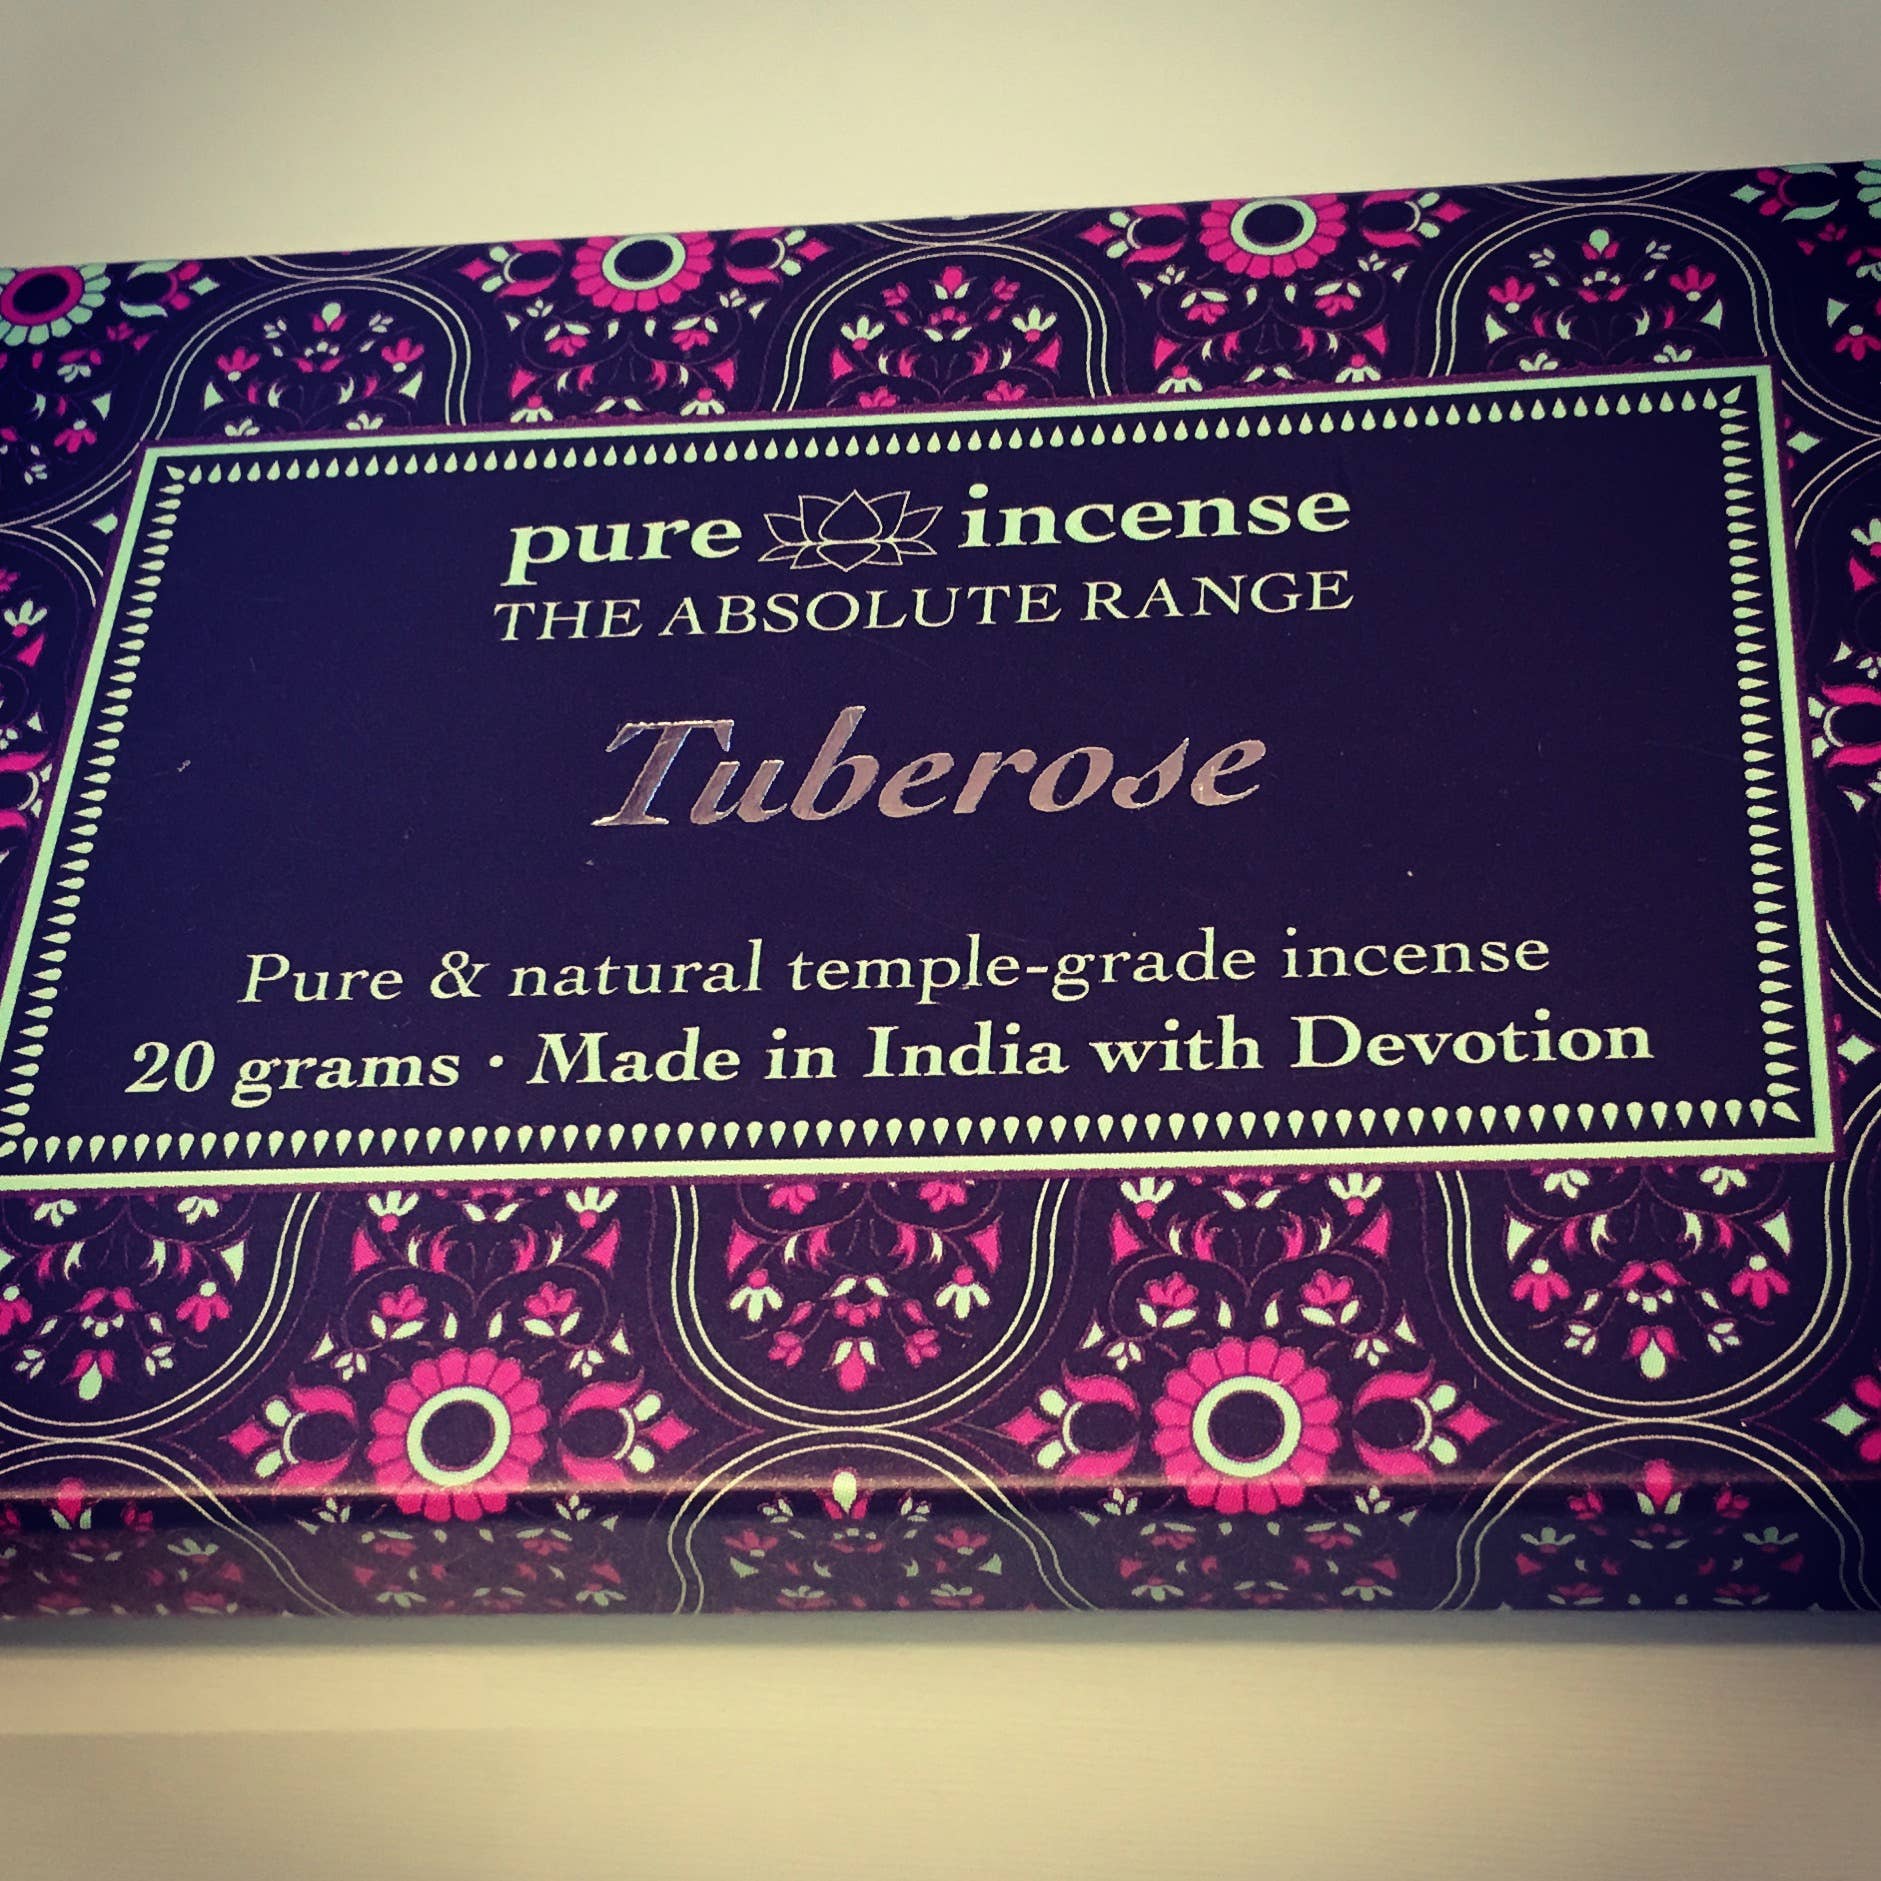 pure incense
THE ABSOLUTE RANGE
Tuberose
Pure & natural temple-grade incense
20 grams · Made in India with Devotion